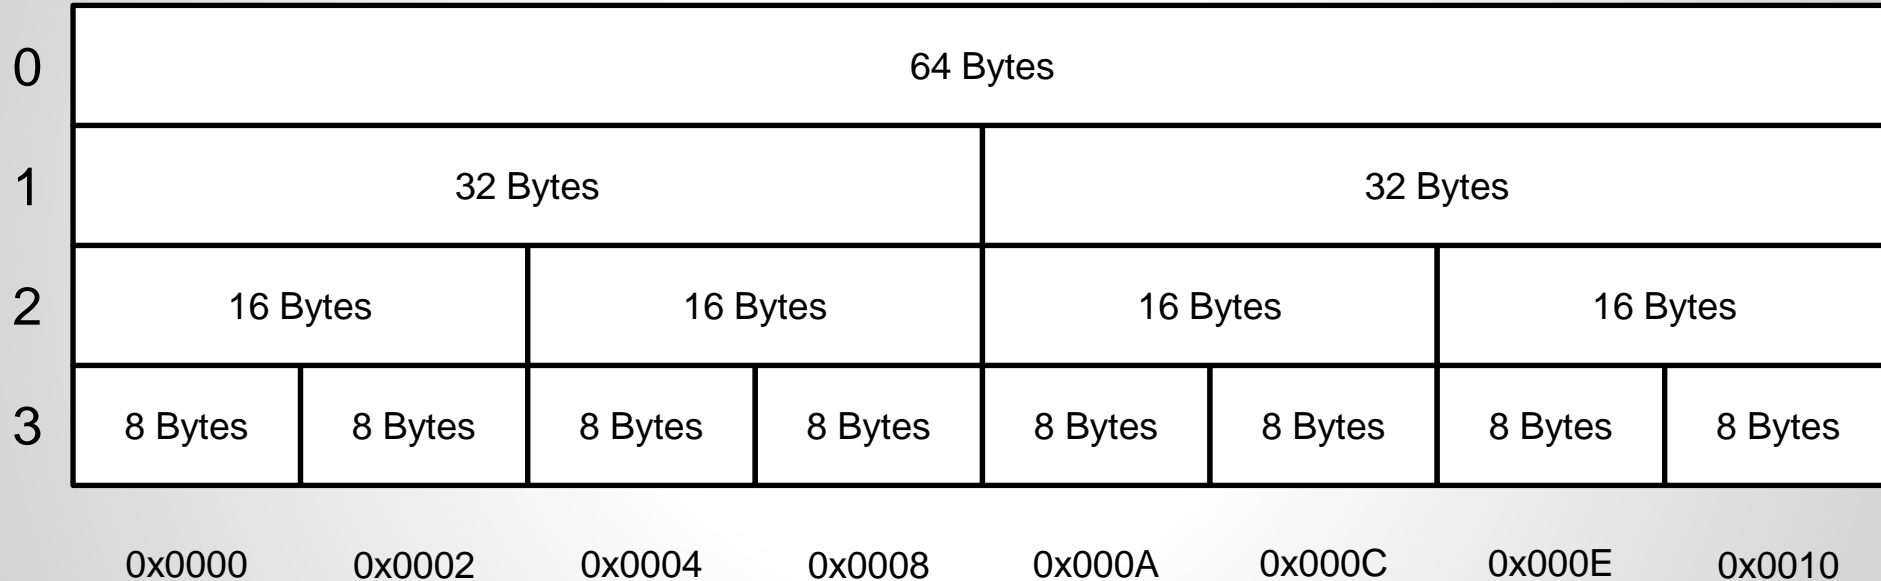 0 64 Bytes
1 32 Bytes 32 Bytes
2 16 Bytes 16 Bytes 16 Bytes 16 Bytes
3 8 Bytes 8 Bytes 8 Bytes 8 Bytes 8 Bytes 8 Bytes 8 Bytes 8 Bytes
0x0000 0x0002 0x0004 0x0008 0x000A 0x000C 0x000E 0x0010